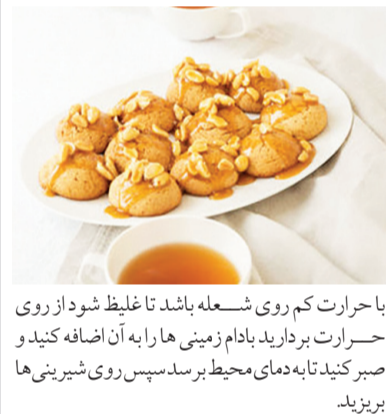 با حرارت کم روی شعله باشد تا غلیظ شود از روی
حرارت بردارید بادام زمینی ها را به آن اضافه کنید و
صبر کنید تا به دمای محیط برسد سپس روی شیرینی‌ها
بریزید.